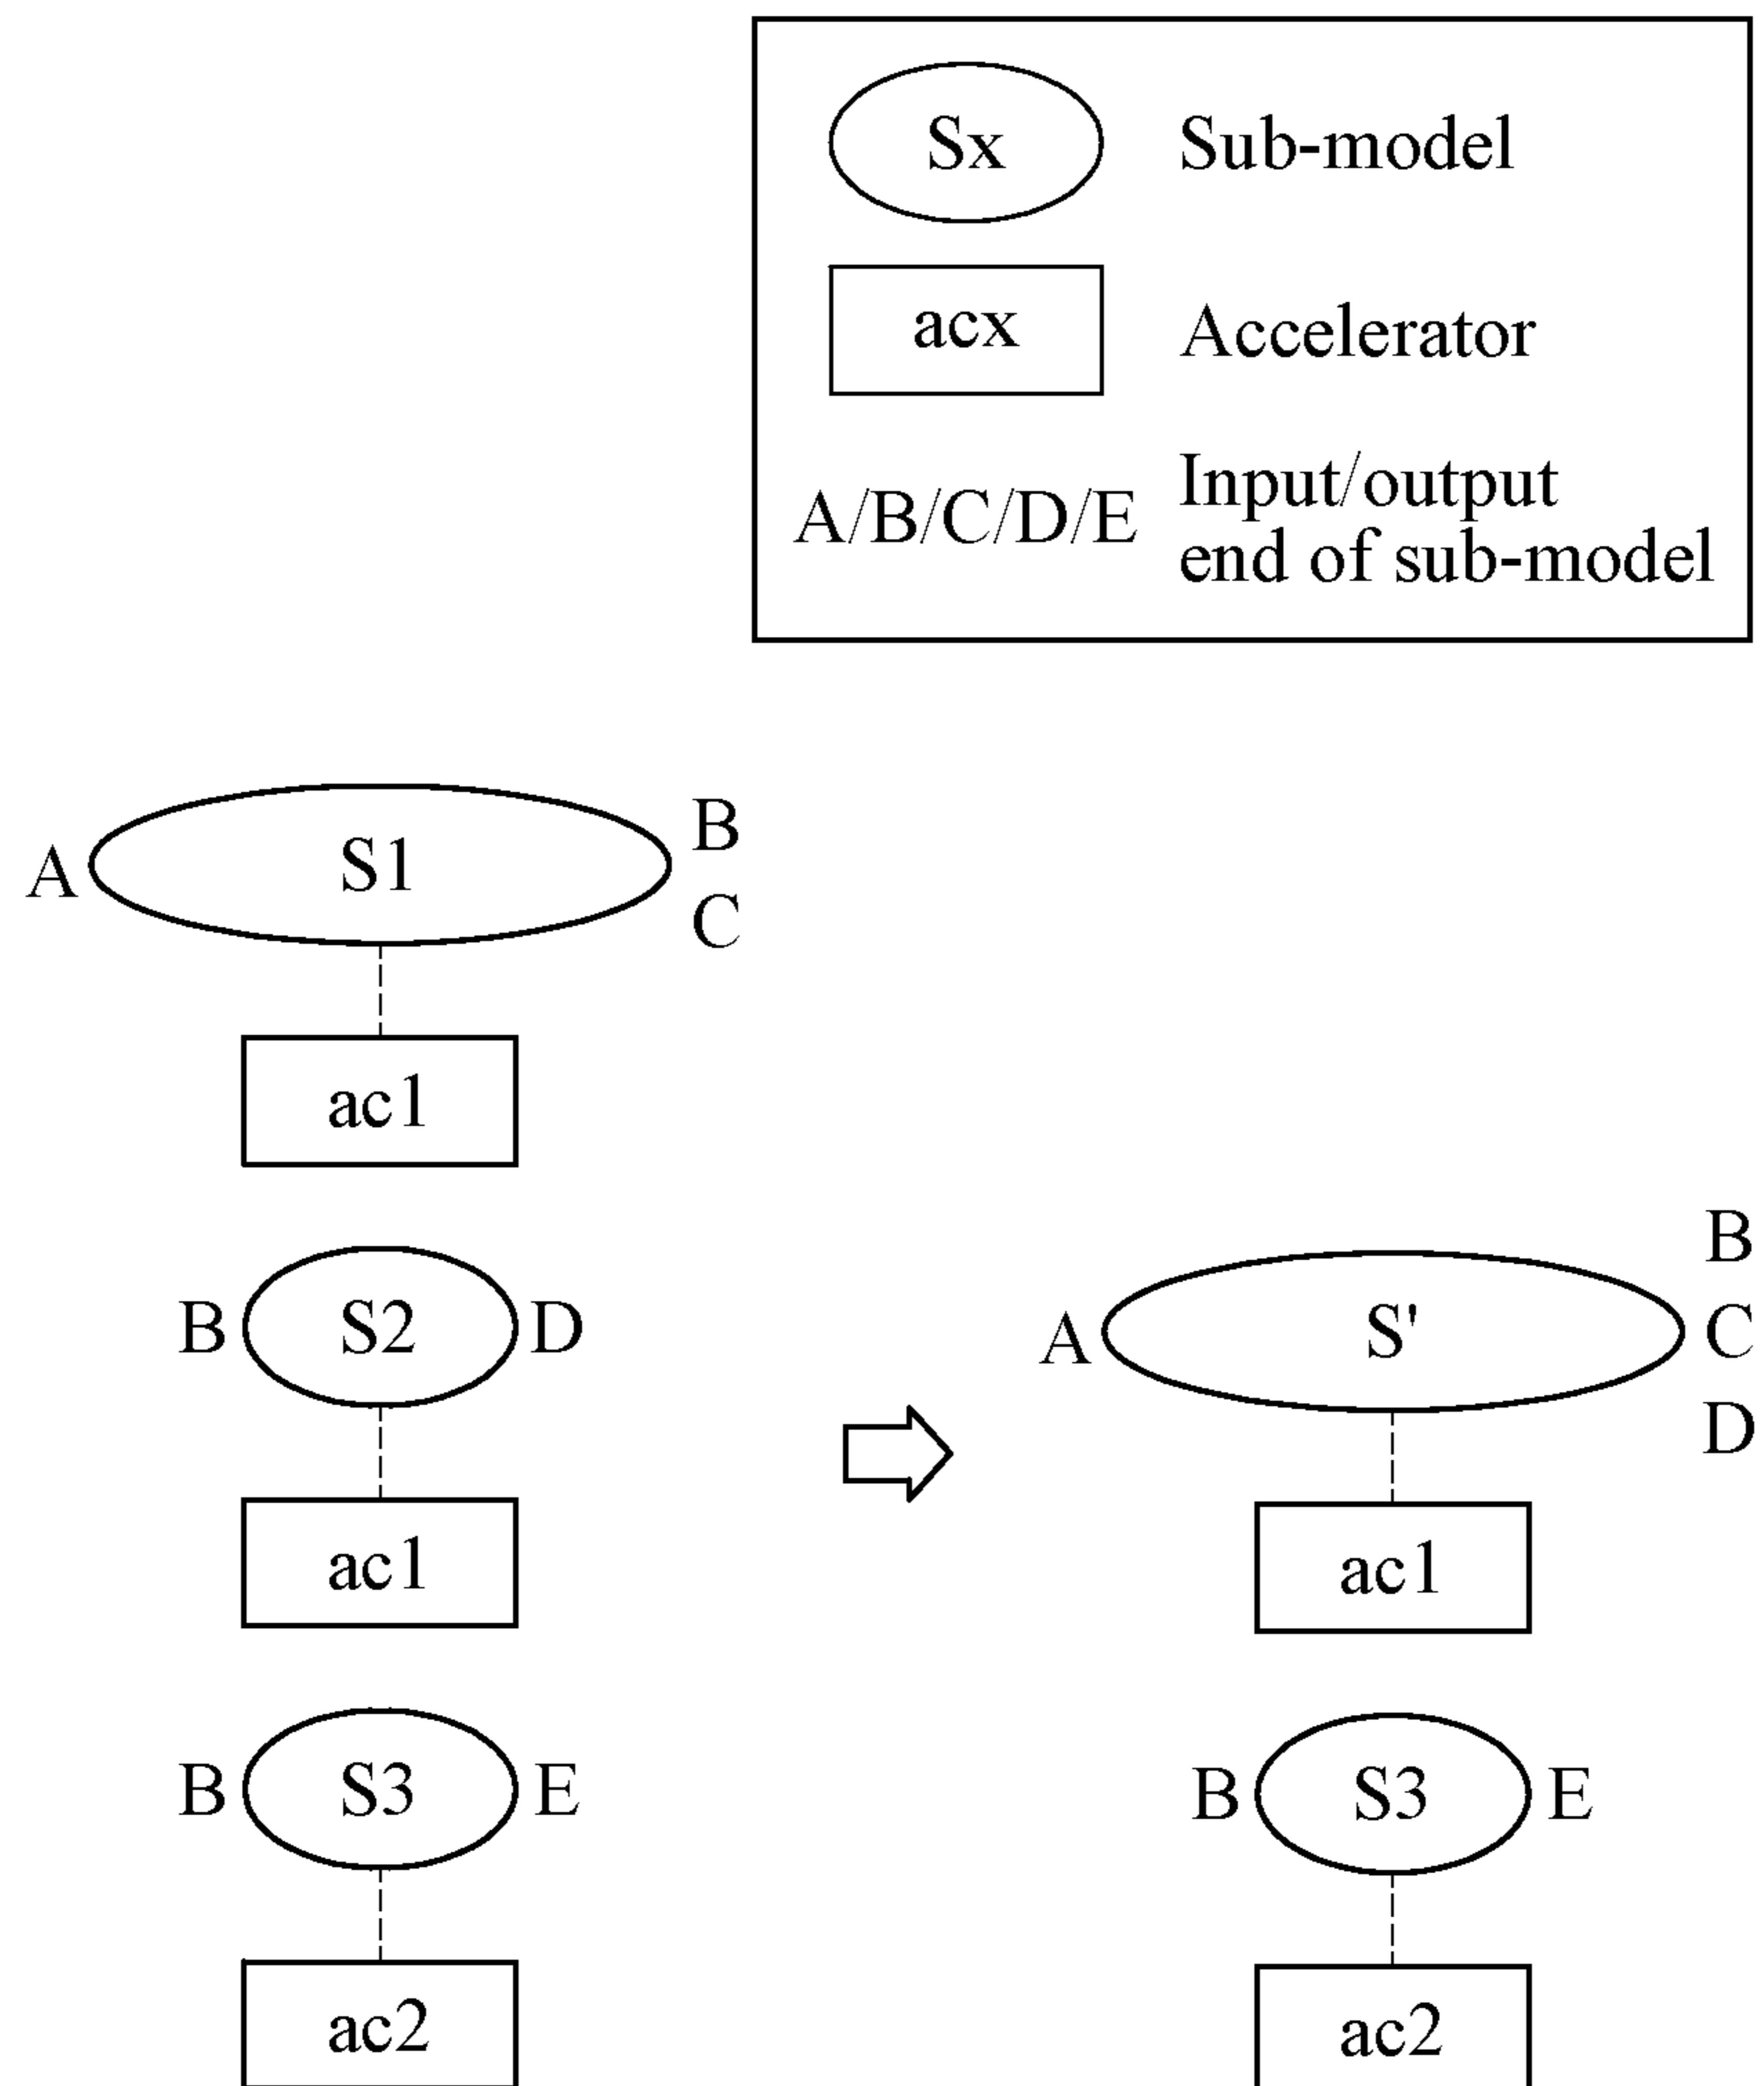 Sx Sub-model
acx Accelerator
A/B/C/D/E Input/output
end of sub-model
A S1 B
C
ac1
B S2 D
ac1
B S3 E
ac2
B
A S' C
D
ac1
B S3 E
ac2